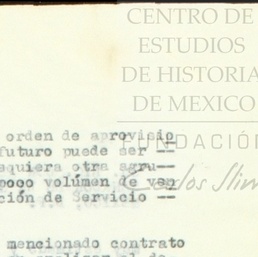 CENTRO DE
ESTUDIOS
DE HISTORIA
DE MEXICO
FUNDACIÓN
Carlos Slim
orden de aprovisio
futuro puede ser --
squiera otra agru--
poco volúmen de ven
ción de Servicio --
mencionado contrato